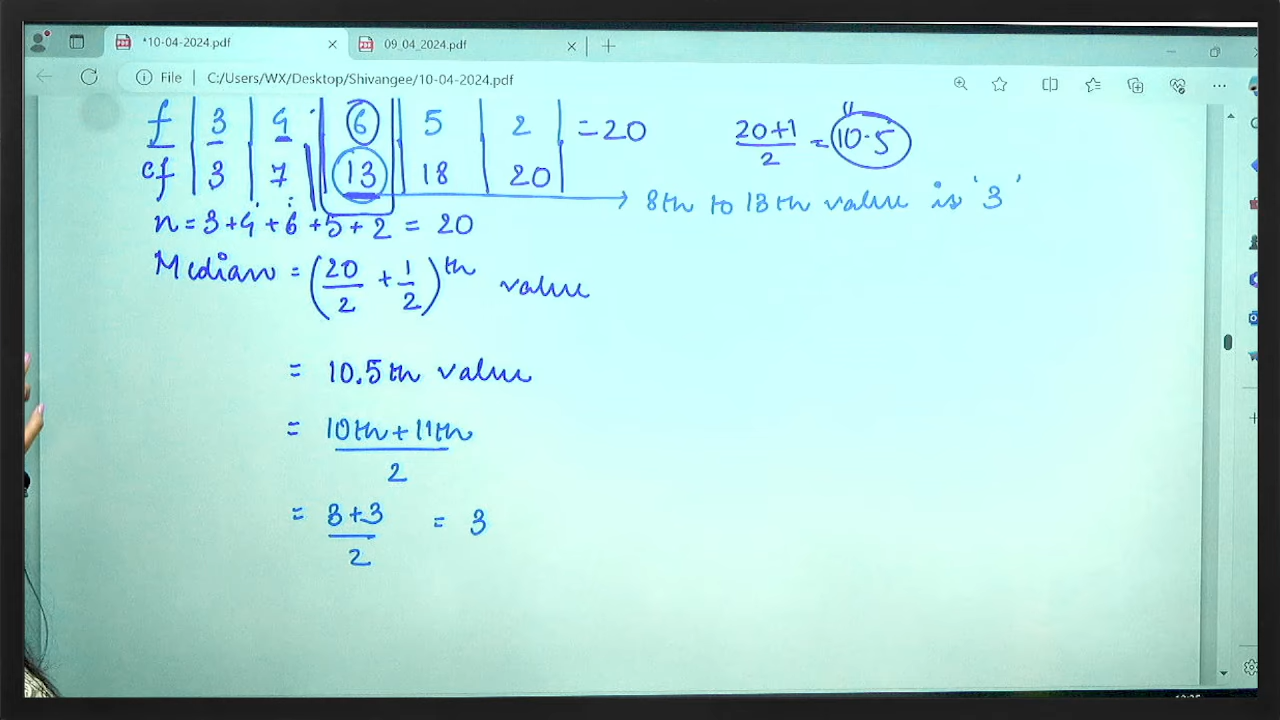 *10-04-2024.pdf
09_04_2024.pdf
File | C:/Users/WX/Desktop/Shivangee/10-04-2024.pdf
f | 3 | 4 | 6 | 5 | 2 | = 20
cf | 3 | 7 | 13 | 18 | 20 |
20+1/2 = 10.5
→ 8th to 13th value is '3'
n = 3+4+6+5+2 = 20
Median = (20/2 + 1/2)th value
= 10.5th value
= 10th+11th/2
= 3+3/2 = 3